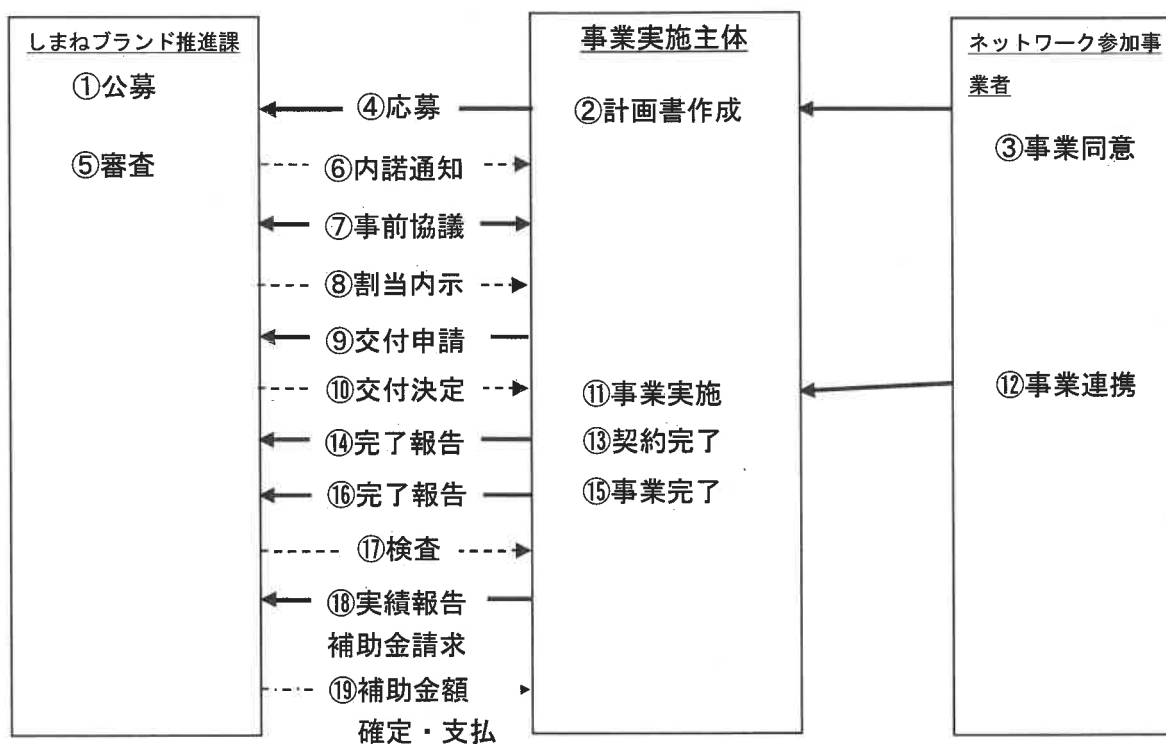 しまねブランド推進課
①公募
⑤審査
④応募
⑥内諾通知
⑦事前協議
⑧割当内示
⑨交付申請
⑩交付決定
⑭完了報告
⑯完了報告
⑰検査
⑱実績報告
補助金請求
⑲補助金額
確定・支払
事業実施主体
②計画書作成
⑪事業実施
⑬契約完了
⑮事業完了
ネットワーク参加事
業者
③事業同意
⑫事業連携